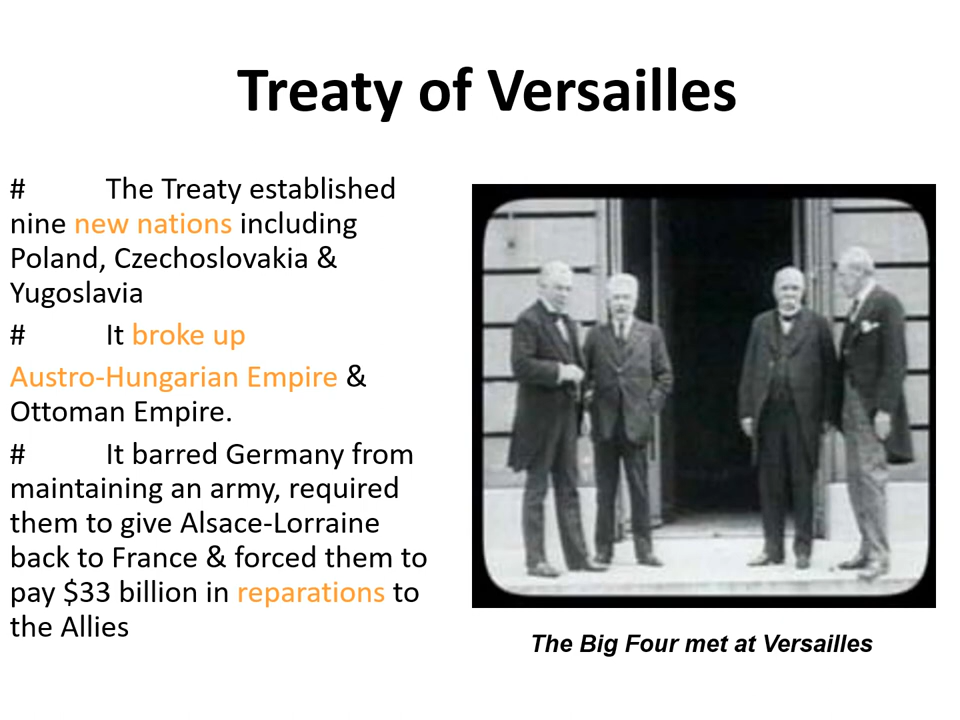 Treaty of Versailles
# The Treaty established
nine new nations including
Poland, Czechoslovakia &
Yugoslavia
# It broke up
Austro-Hungarian Empire &
Ottoman Empire.
# It barred Germany from
maintaining an army, required
them to give Alsace-Lorraine
back to France & forced them to
pay $33 billion in reparations to
the Allies
The Big Four met at Versailles